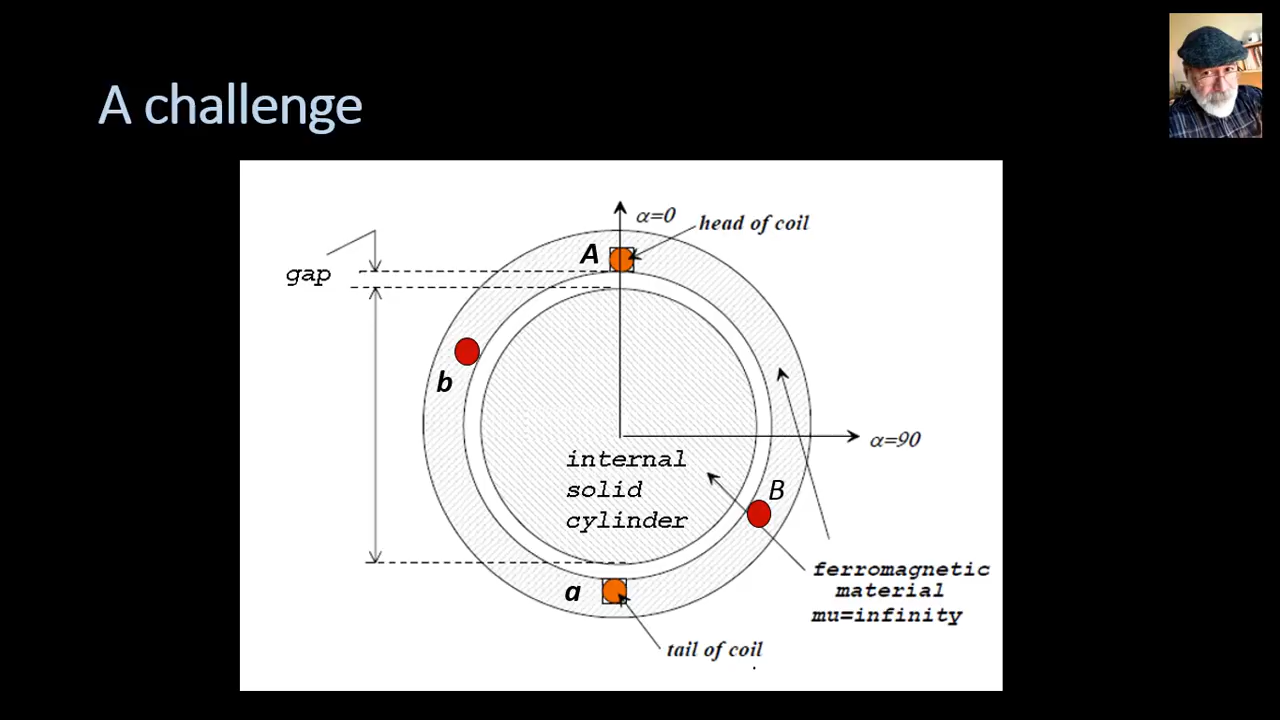 A challenge
α=0
head of coil
A
gap
b
α=90
internal
solid
cylinder
B
ferromagnetic
material
mu=infinity
a
tail of coil